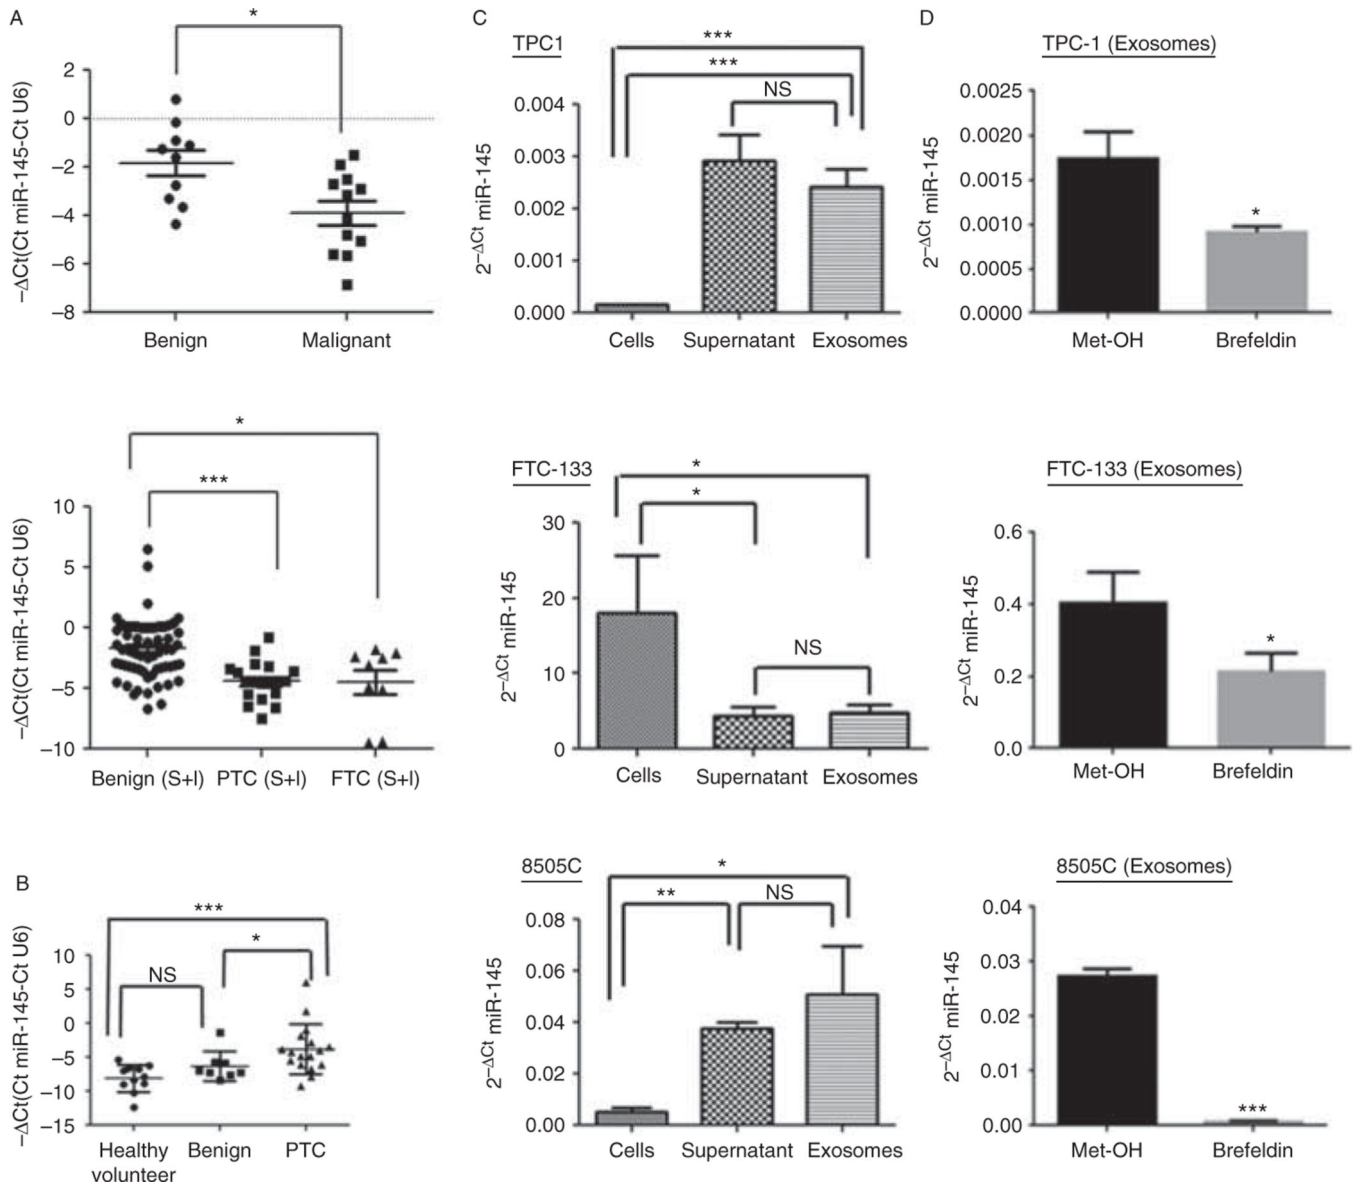 A
*
−ΔCt(Ct miR-145-Ct U6)
2
0
−2
−4
−6
−8
Benign Malignant
*
***
−ΔCt(Ct miR-145-Ct U6)
10
5
0
−5
−10
Benign (S+I) PTC (S+I) FTC (S+I)
B
***
*
NS
−ΔCt(Ct miR-145-Ct U6)
10
5
0
−5
−10
−15
Healthy volunteer Benign PTC
C
TPC1
***
***
NS
2−ΔCt miR-145
0.004
0.003
0.002
0.001
0.000
Cells Supernatant Exosomes
FTC-133
*
*
NS
2−ΔCt miR-145
30
20
10
0
Cells Supernatant Exosomes
8505C
*
**
NS
2−ΔCt miR-145
0.08
0.06
0.04
0.02
0.00
Cells Supernatant Exosomes
D
TPC-1 (Exosomes)
2−ΔCt miR-145
0.0025
0.0020
0.0015
0.0010
0.0005
0.0000
*
Met-OH Brefeldin
FTC-133 (Exosomes)
2−ΔCt miR-145
0.6
0.4
0.2
0.0
*
Met-OH Brefeldin
8505C (Exosomes)
2−ΔCt miR-145
0.04
0.03
0.02
0.01
0.00
***
Met-OH Brefeldin